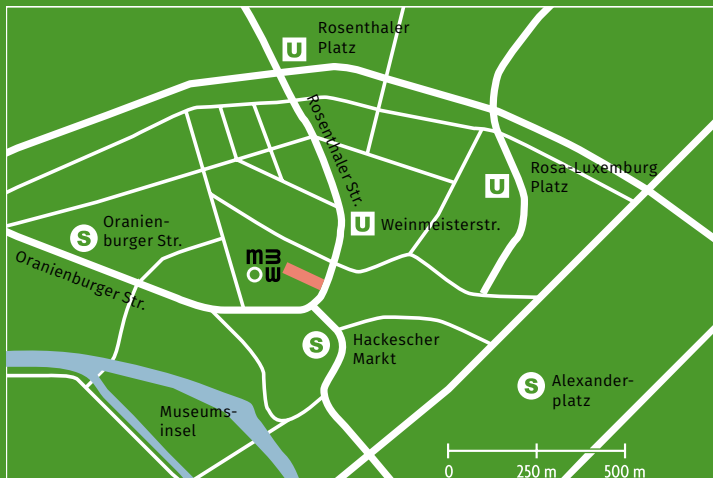 U
Rosenthaler
Platz
Rosenthaler Str.
Rosa-Luxemburg
U
Platz
Oranien-
S
burger Str.
U
Weinmeisterstr.
Oranienburger Str.
S
Hackescher
Markt
S
Alexander-
platz
Museums-
insel
0
250 m
500 m